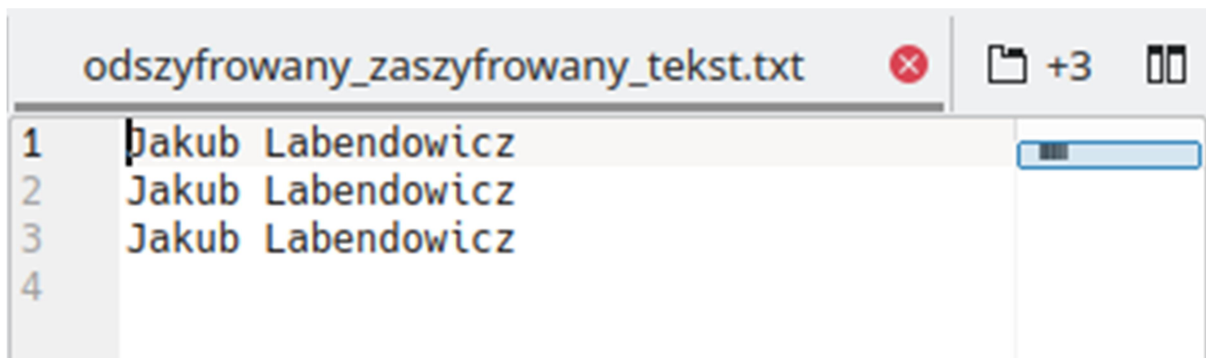 odszyfrowany_zaszyfrowany_tekst.txt +3
1 Jakub Labendowicz
2 Jakub Labendowicz
3 Jakub Labendowicz
4